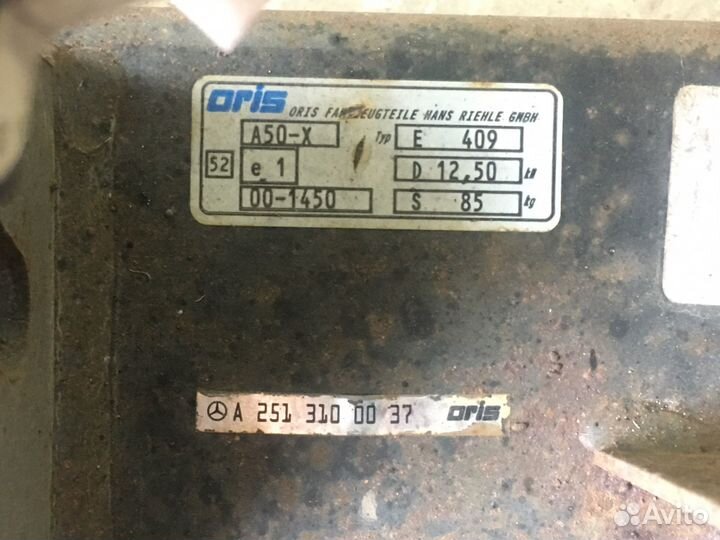 oris ORIS FAHRZEUGTEILE HANS RIEHLE GMBH
A50-X Typ E 409
52 e 1 D 12,50 kN
00-1450 S 85 kg
A 251 310 00 37 oris
Avito